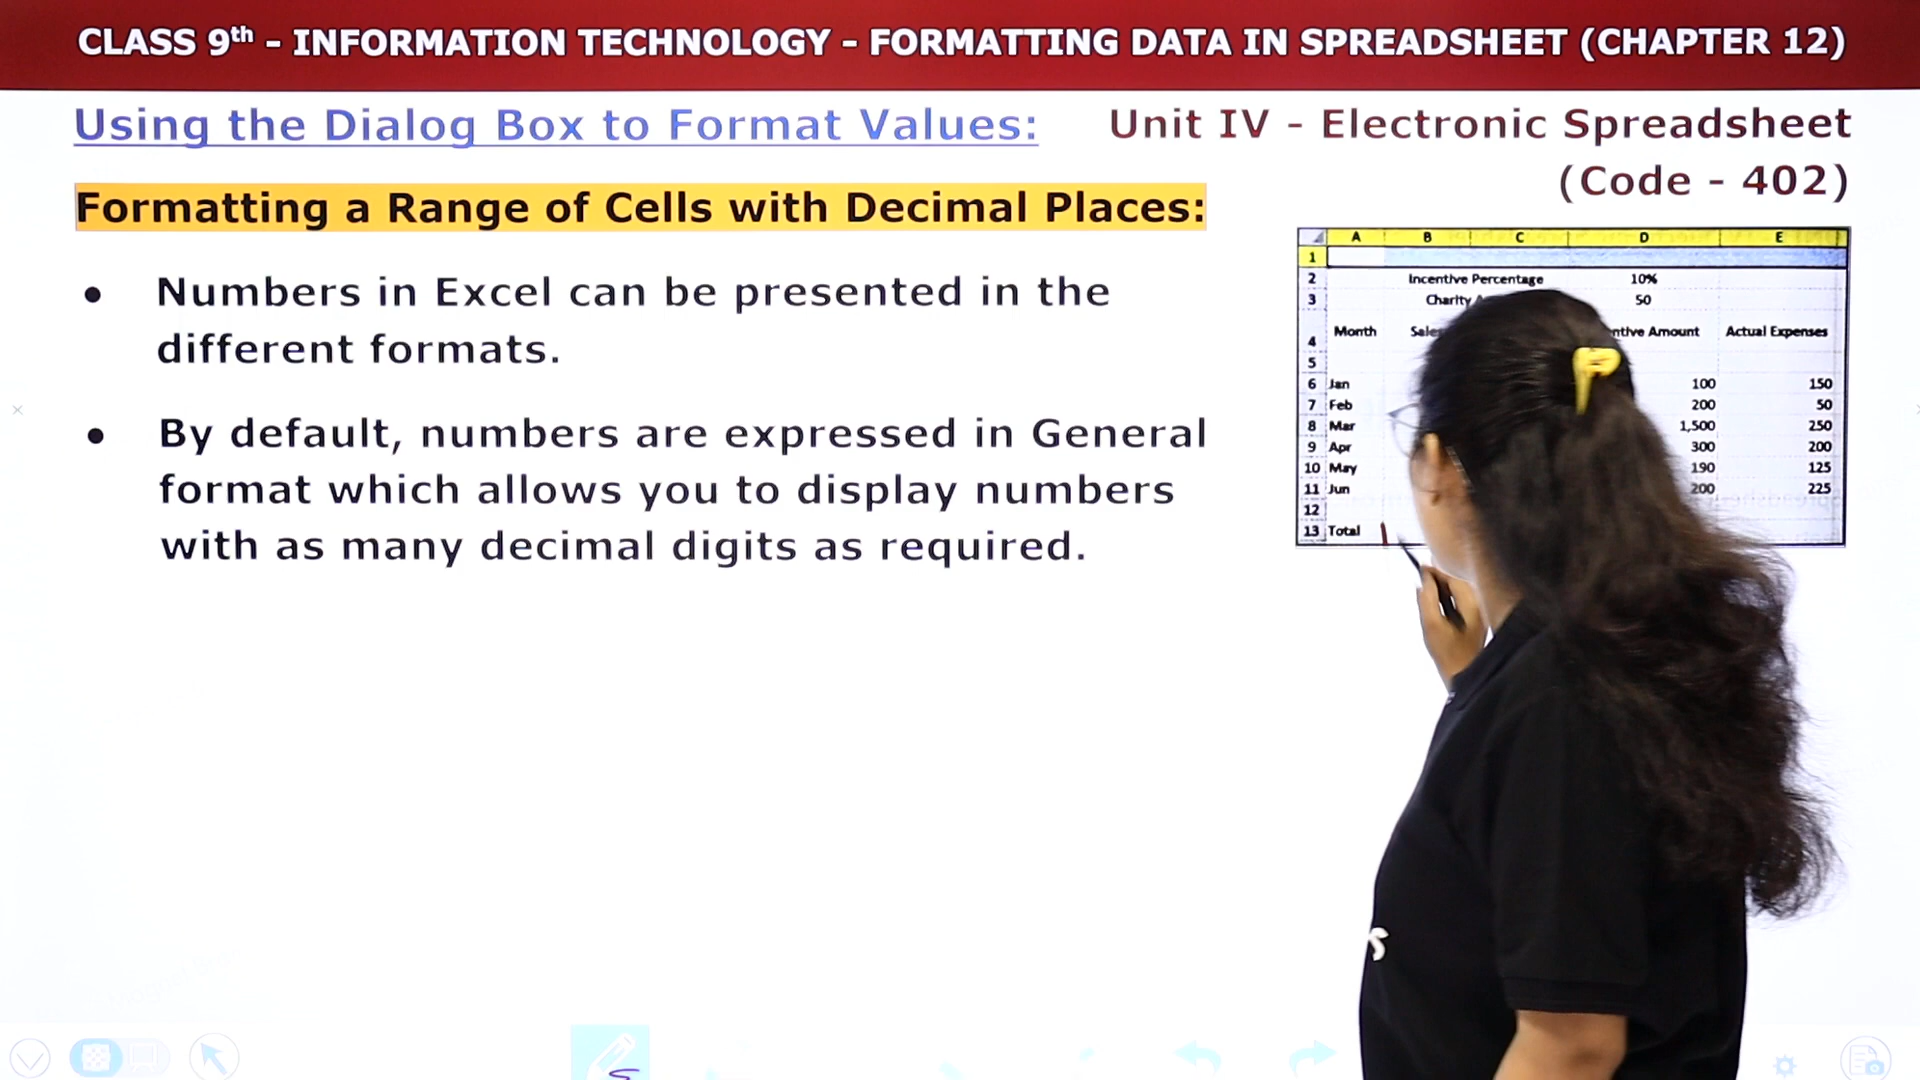 CLASS 9th - INFORMATION TECHNOLOGY - FORMATTING DATA IN SPREADSHEET (CHAPTER 12)
Using the Dialog Box to Format Values:
Unit IV - Electronic Spreadsheet
(Code - 402)
Formatting a Range of Cells with Decimal Places:
• Numbers in Excel can be presented in the
different formats.
• By default, numbers are expressed in General
format which allows you to display numbers
with as many decimal digits as required.
A B C D E
1
2 Incentive Percentage 10%
3 Charity 50
4 Month Amount Actual Expenses
5
6 Jan 100 150
7 Feb 200 50
8 Mar 1,500 250
9 Apr 300 200
10 May 190 125
11 Jun 200 225
12
13 Total